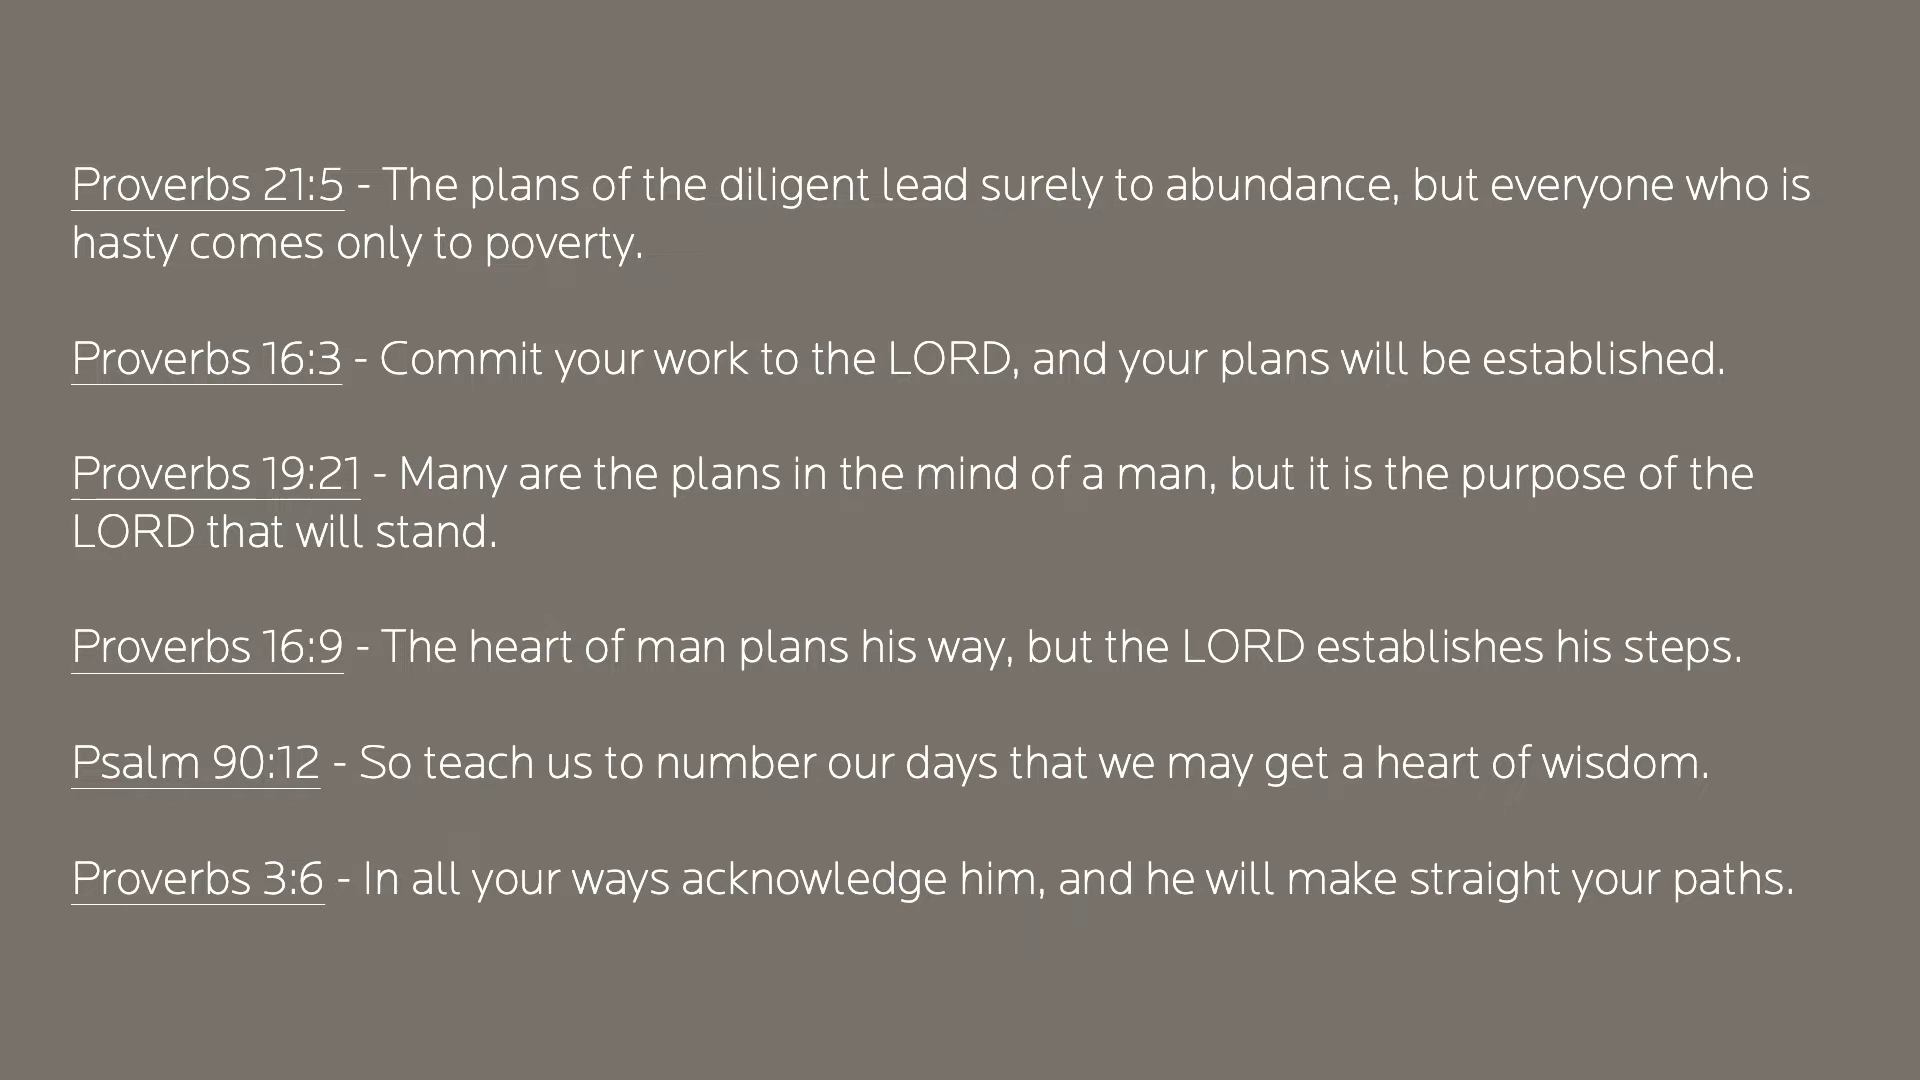 Proverbs 21:5 - The plans of the diligent lead surely to abundance, but everyone who is
hasty comes only to poverty.
Proverbs 16:3 - Commit your work to the LORD, and your plans will be established.
Proverbs 19:21 - Many are the plans in the mind of a man, but it is the purpose of the
LORD that will stand.
Proverbs 16:9 - The heart of man plans his way, but the LORD establishes his steps.
Psalm 90:12 - So teach us to number our days that we may get a heart of wisdom.
Proverbs 3:6 - In all your ways acknowledge him, and he will make straight your paths.